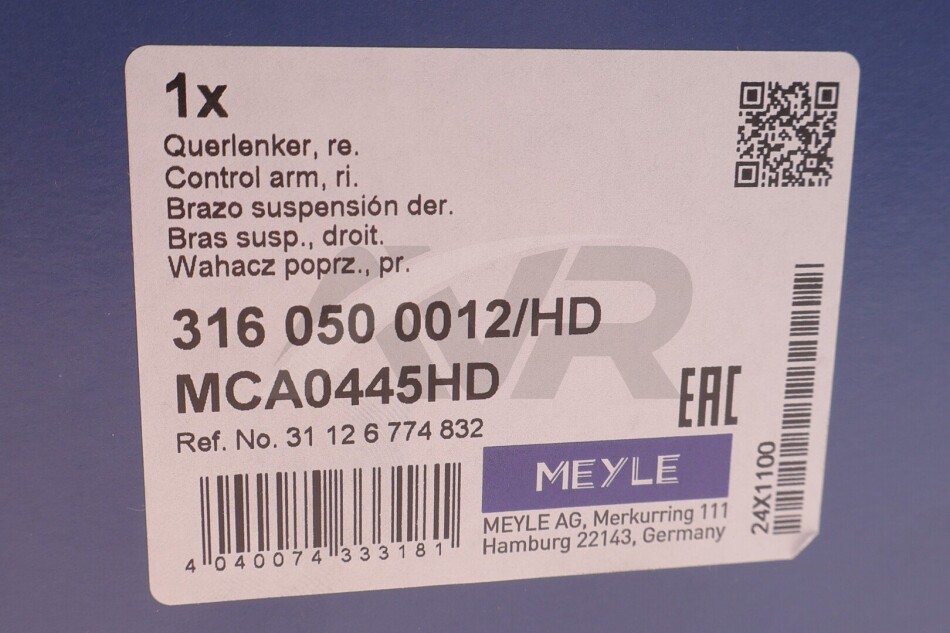 1x
Querlenker, re.
Control arm, ri.
Brazo suspensión der.
Bras susp., droit.
Wahacz poprz., pr.
316 050 0012/HD
MCA0445HD
Ref. No. 31 12 6 774 832
4 040074 333181
EAC
MEYLE
MEYLE AG, Merkurring 111
Hamburg 22143, Germany
24X1100
VR